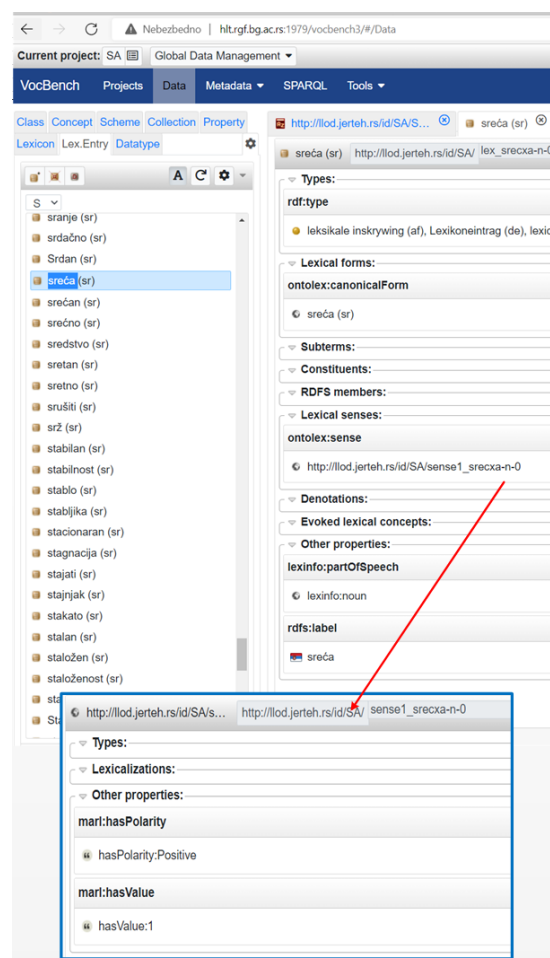 Nebezbedno | hlt.rgf.bg.ac.rs:1979/vocbench3/#/Data
Current project: SA Global Data Management
VocBench Projects Data Metadata SPARQL Tools
Class Concept Scheme Collection Property
Lexicon Lex.Entry Datatype
A
S
sranje (sr)
srdačno (sr)
Srdan (sr)
sreća (sr)
srećan (sr)
srećno (sr)
sredstvo (sr)
sretan (sr)
sretno (sr)
srušiti (sr)
srž (sr)
stabilan (sr)
stabilnost (sr)
stablo (sr)
stabljika (sr)
stacionaran (sr)
stagnacija (sr)
stajati (sr)
stajnjak (sr)
stakato (sr)
stalan (sr)
staložen (sr)
staloženost (sr)
http://llod.jerteh.rs/id/SA/S... sreća (sr)
sreća (sr) http://llod.jerteh.rs/id/SA/ lex_srecxa-n-0
Types:
rdf:type
leksikale inskrywing (af), Lexikoneintrag (de), lexic
Lexical forms:
ontolex:canonicalForm
sreća (sr)
Subterms:
Constituents:
RDFS members:
Lexical senses:
ontolex:sense
http://llod.jerteh.rs/id/SA/sense1_srecxa-n-0
Denotations:
Evoked lexical concepts:
Other properties:
lexinfo:partOfSpeech
lexinfo:noun
rdfs:label
sreća
http://llod.jerteh.rs/id/SA/s... http://llod.jerteh.rs/id/SA/ sense1_srecxa-n-0
Types:
Lexicalizations:
Other properties:
marl:hasPolarity
hasPolarity:Positive
marl:hasValue
hasValue:1